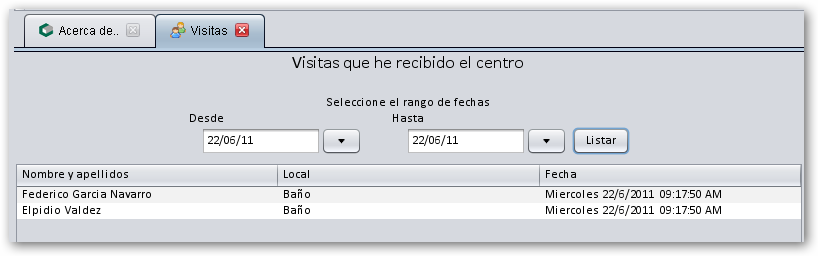 Acerca de.. Visitas
Visitas que he recibido el centro
Seleccione el rango de fechas
Desde Hasta
22/06/11 22/06/11 Listar
Nombre y apellidos Local Fecha
Federico Garcia Navarro Baño Miercoles 22/6/2011 09:17:50 AM
Elpidio Valdez Baño Miercoles 22/6/2011 09:17:50 AM